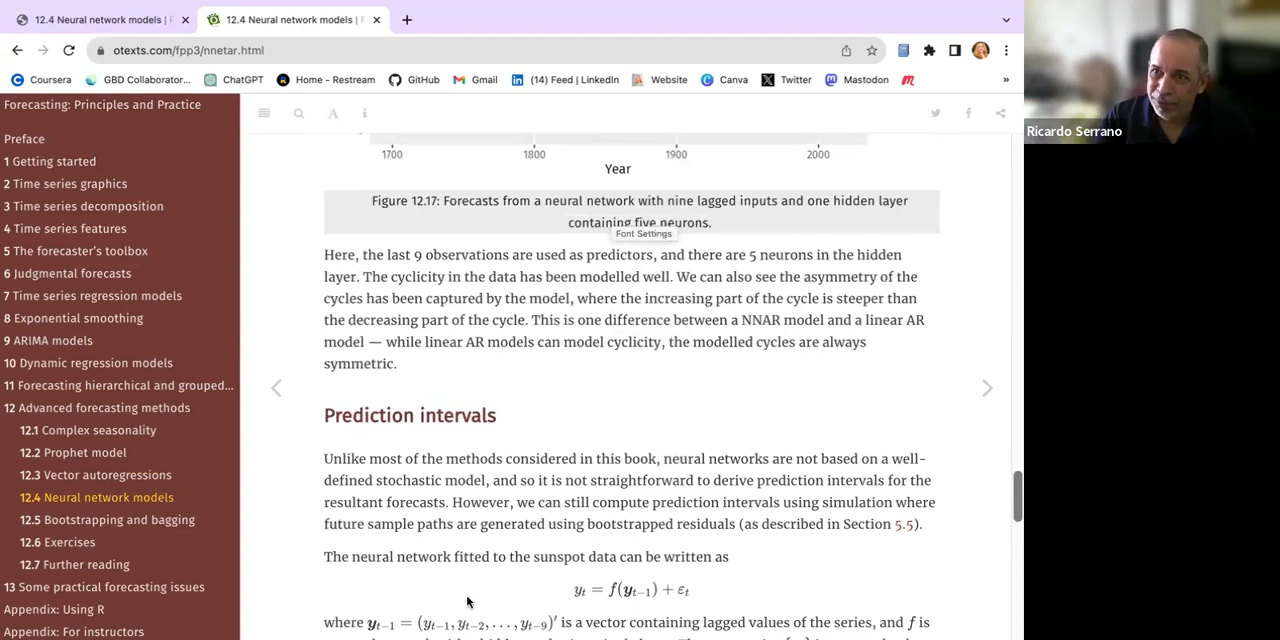 12.4 Neural network models | F
12.4 Neural network models | F
otexts.com/fpp3/nnetar.html
Coursera
GBD Collaborator...
ChatGPT
Home - Restream
GitHub
Gmail
(14) Feed | LinkedIn
Website
Canva
Twitter
Mastodon
»
Forecasting: Principles and Practice
Preface
1 Getting started
2 Time series graphics
3 Time series decomposition
4 Time series features
5 The forecaster's toolbox
6 Judgmental forecasts
7 Time series regression models
8 Exponential smoothing
9 ARIMA models
10 Dynamic regression models
11 Forecasting hierarchical and grouped...
12 Advanced forecasting methods
12.1 Complex seasonality
12.2 Prophet model
12.3 Vector autoregressions
12.4 Neural network models
12.5 Bootstrapping and bagging
12.6 Exercises
12.7 Further reading
13 Some practical forecasting issues
Appendix: Using R
Appendix: For instructors
1700 1800 1900 2000
Year
Figure 12.17: Forecasts from a neural network with nine lagged inputs and one hidden layer
containing five neurons.
Font Settings
Here, the last 9 observations are used as predictors, and there are 5 neurons in the hidden
layer. The cyclicity in the data has been modelled well. We can also see the asymmetry of the
cycles has been captured by the model, where the increasing part of the cycle is steeper than
the decreasing part of the cycle. This is one difference between a NNAR model and a linear AR
model — while linear AR models can model cyclicity, the modelled cycles are always
symmetric.
Prediction intervals
Unlike most of the methods considered in this book, neural networks are not based on a well-
defined stochastic model, and so it is not straightforward to derive prediction intervals for the
resultant forecasts. However, we can still compute prediction intervals using simulation where
future sample paths are generated using bootstrapped residuals (as described in Section 5.5).
The neural network fitted to the sunspot data can be written as
yₜ = f(yₜ₋₁) + εₜ
where yₜ₋₁ = (yₜ₋₁, yₜ₋₂, . . . , yₜ₋₉)′ is a vector containing lagged values of the series, and f is
Ricardo Serrano